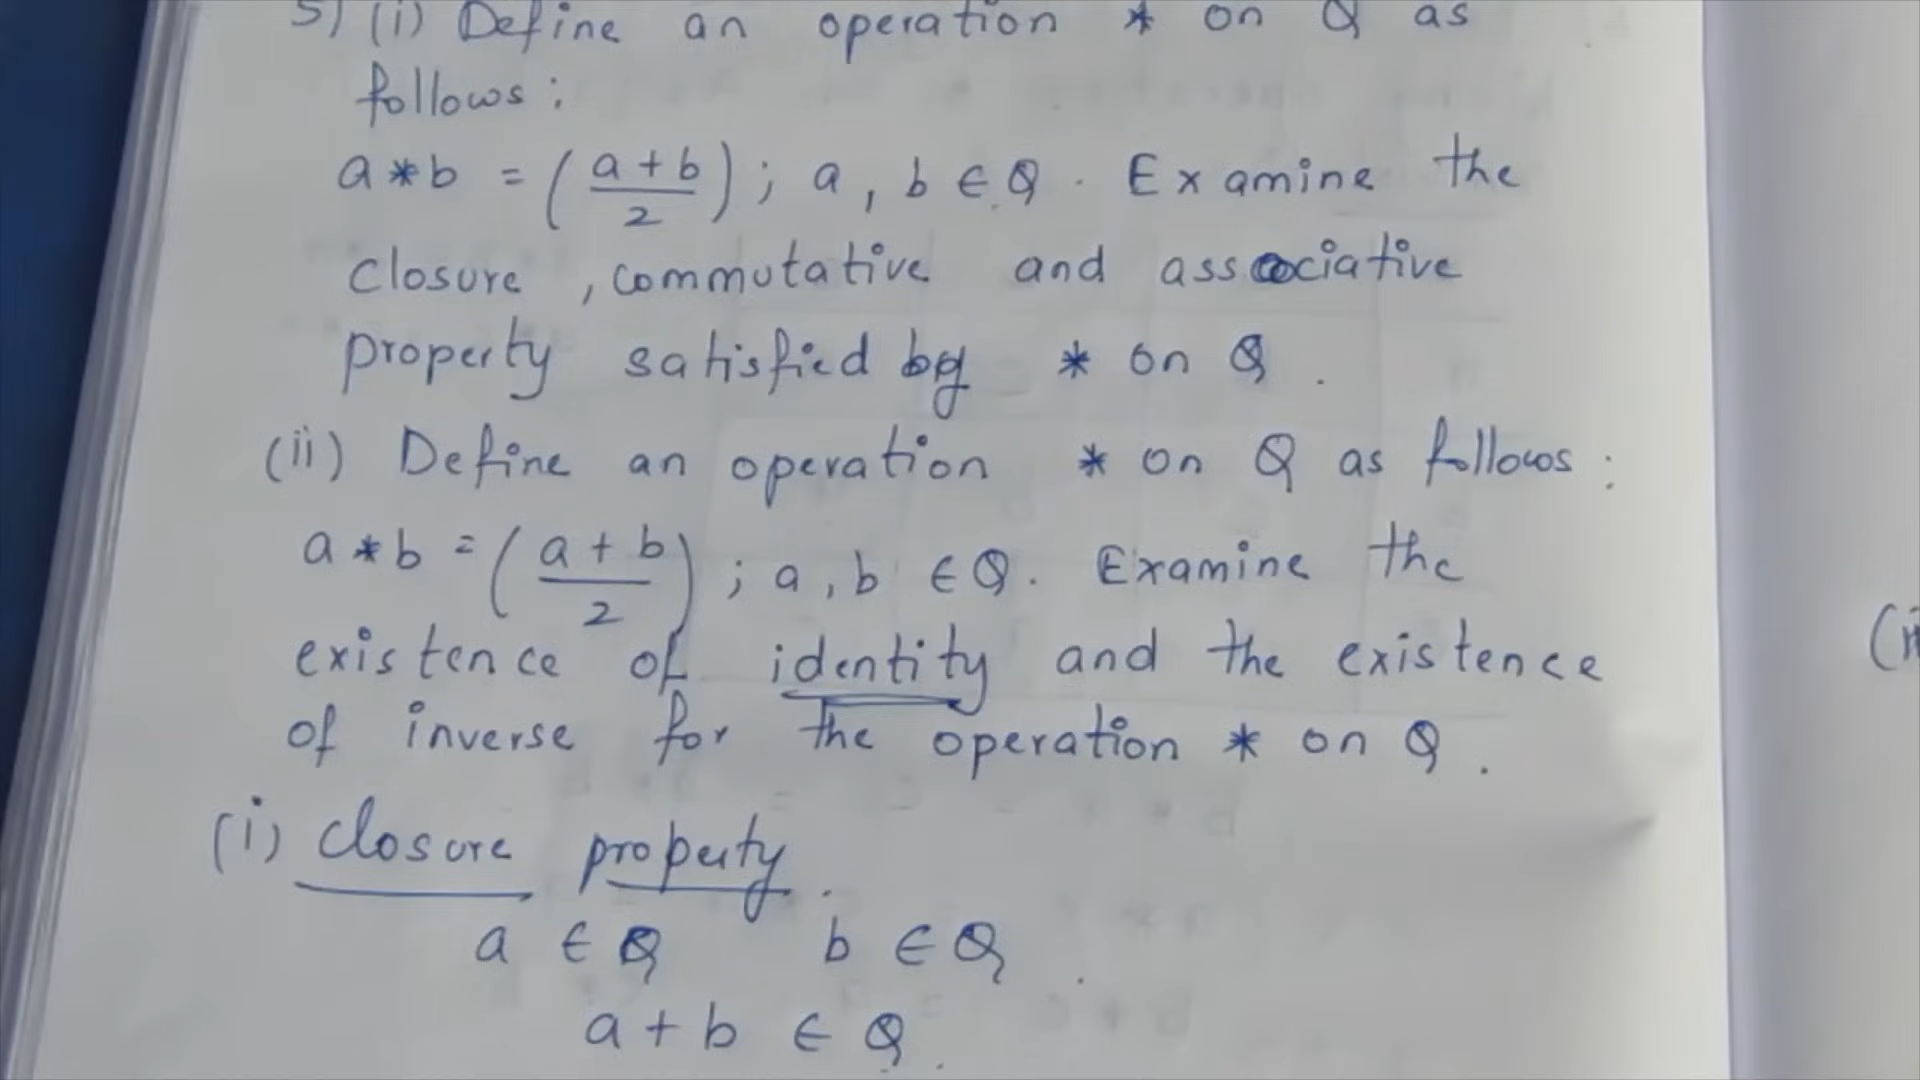 5) (i) Define an operation * on Q as
follows:
a*b = (a+b/2); a, b ∈ Q. Examine the
closure, commutative and associative
property satisfied by * on Q.
(ii) Define an operation * on Q as follows:
a*b = (a+b/2); a, b ∈ Q. Examine the
existence of identity and the existence
of inverse for the operation * on Q.
(i) closure property.
a ∈ Q b ∈ Q.
a+b ∈ Q.